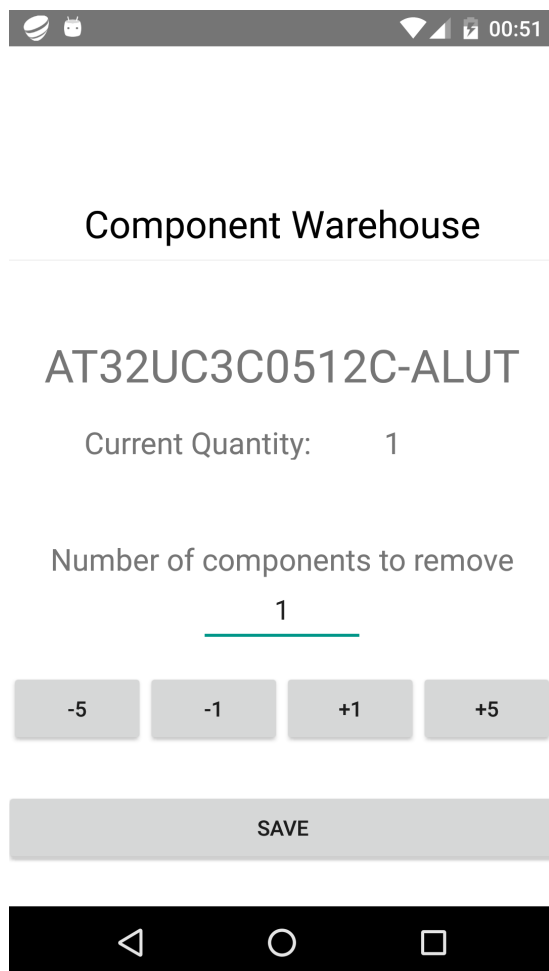 00:51
Component Warehouse
AT32UC3C0512C-ALUT
Current Quantity: 1
Number of components to remove
1
-5 -1 +1 +5
SAVE